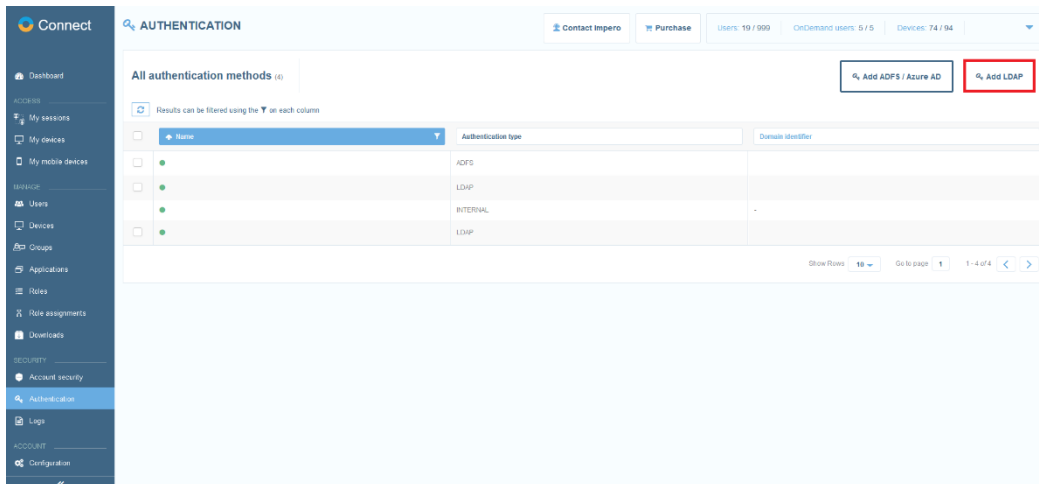 Connect
AUTHENTICATION
Contact Impero
Purchase
Users: 19 / 999
OnDemand users: 5 / 5
Devices: 74 / 94
Dashboard
ACCESS
My sessions
My devices
My mobile devices
MANAGE
Users
Devices
Groups
Applications
Roles
Role assignments
Downloads
SECURITY
Account security
Authentication
Logs
ACCOUNT
Configuration
All authentication methods (4)
Add ADFS / Azure AD
Add LDAP
Results can be filtered using the on each column
Name
Authentication type
Domain identifier
ADFS
LDAP
INTERNAL
-
LDAP
Show Rows 10
Go to page 1
1 - 4 of 4